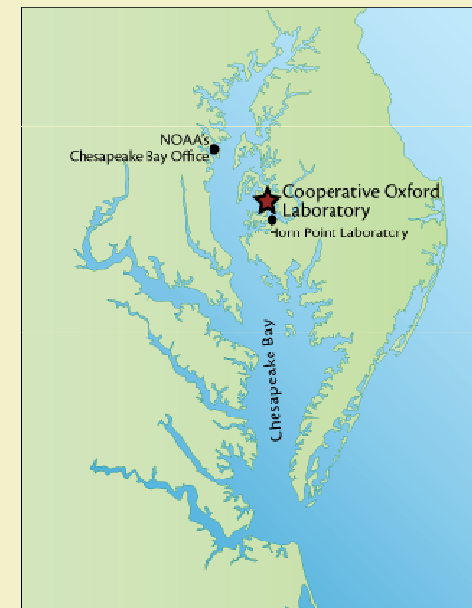 NOAA's
Chesapeake Bay Office
Cooperative Oxford
Laboratory
Horn Point Laboratory
Chesapeake Bay